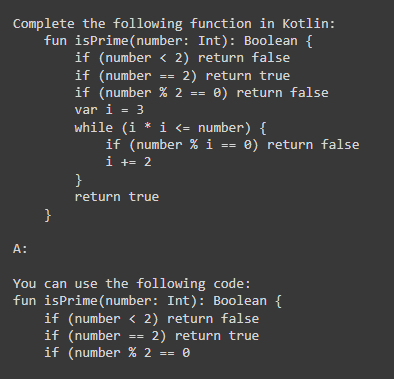 Complete the following function in Kotlin:
    fun isPrime(number: Int): Boolean {
        if (number < 2) return false
        if (number == 2) return true
        if (number % 2 == 0) return false
        var i = 3
        while (i * i <= number) {
            if (number % i == 0) return false
            i += 2
        }
        return true
    }

A:

You can use the following code:
fun isPrime(number: Int): Boolean {
    if (number < 2) return false
    if (number == 2) return true
    if (number % 2 == 0